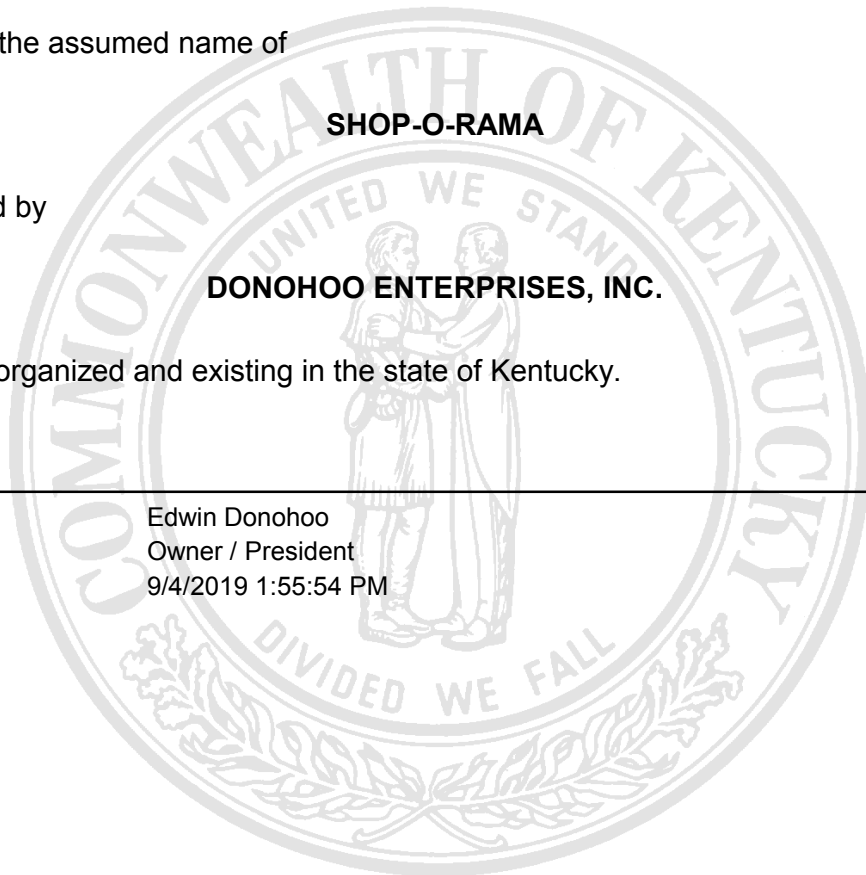 the assumed name of
SHOP-O-RAMA
d by
DONOHOO ENTERPRISES, INC.
organized and existing in the state of Kentucky.
Edwin Donohoo
Owner / President
9/4/2019 1:55:54 PM
COMMONWEALTH OF KENTUCKY
UNITED WE STAND
DIVIDED WE FALL